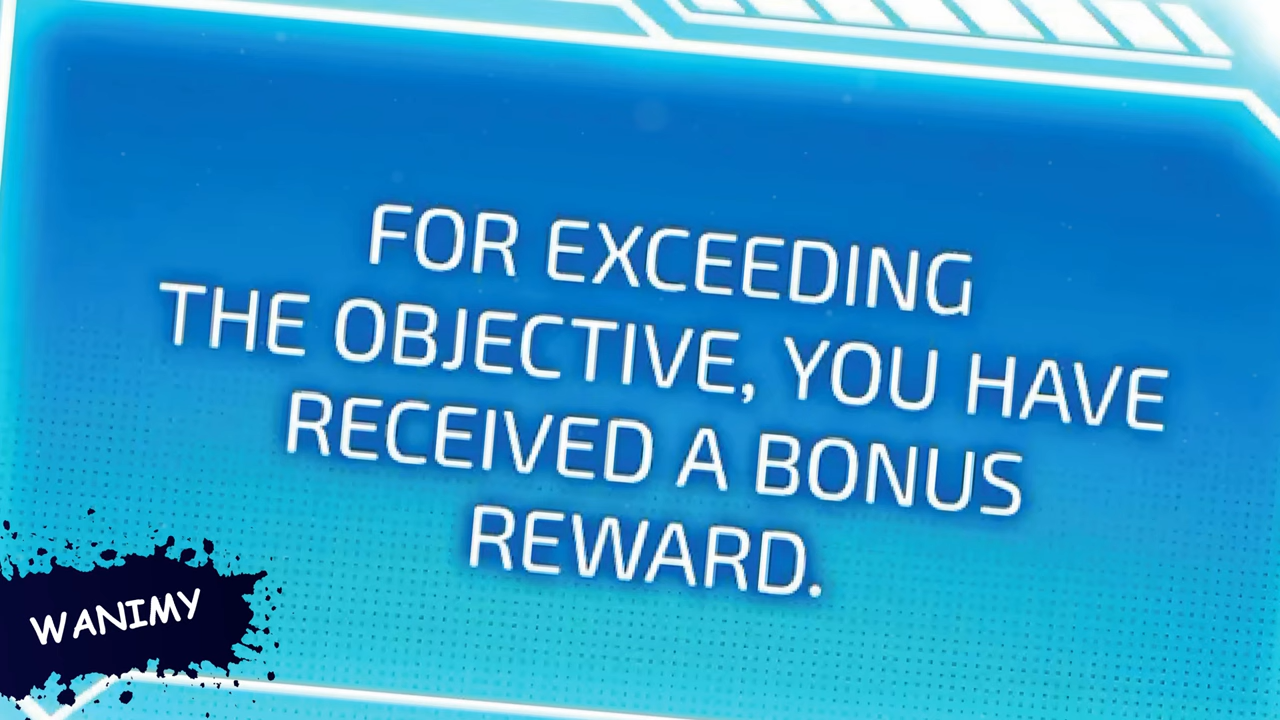 FOR EXCEEDING
THE OBJECTIVE, YOU HAVE
RECEIVED A BONUS
REWARD.
WANIMY